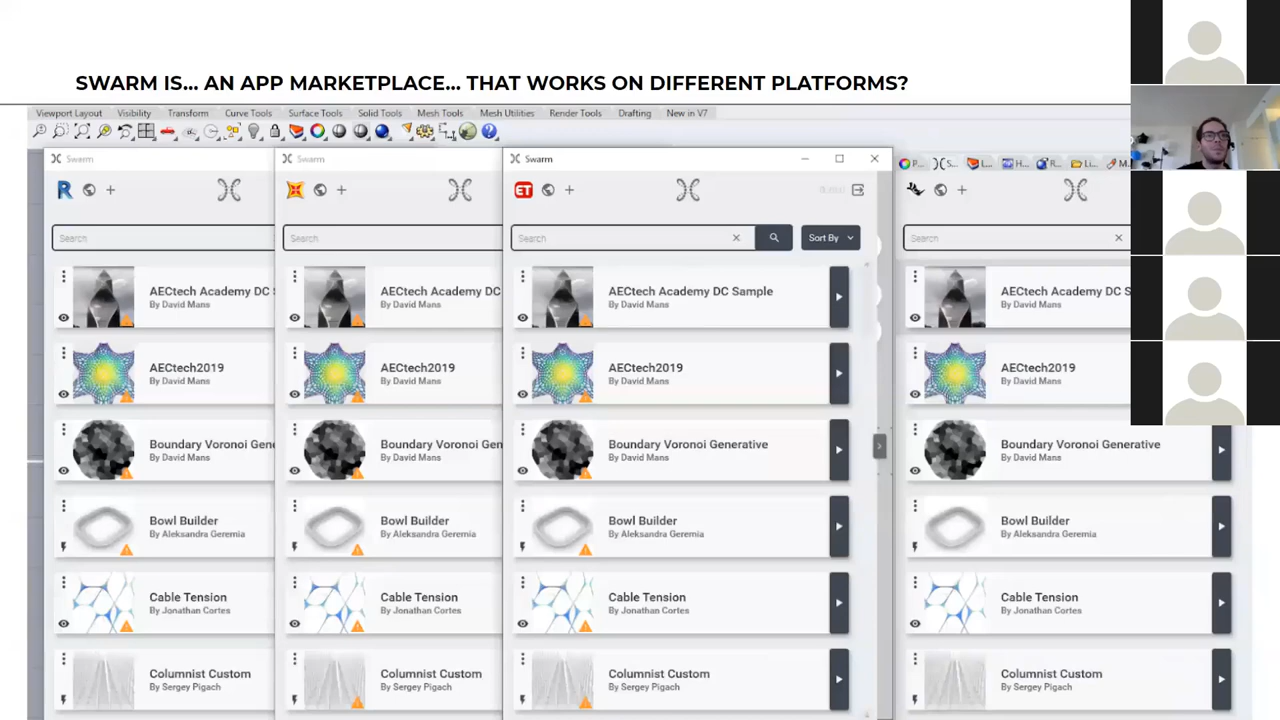 SWARM IS... AN APP MARKETPLACE... THAT WORKS ON DIFFERENT PLATFORMS?
Viewport Layout Visibility Transform Curve Tools Surface Tools Solid Tools Mesh Tools Mesh Utilities Render Tools Drafting New in V7
Swarm
R
Search
AECtech Academy DC
By David Mans
AECtech2019
By David Mans
Boundary Voronoi Gene
By David Mans
Bowl Builder
By Aleksandra Geremia
Cable Tension
By Jonathan Cortes
Columnist Custom
By Sergey Pigach
Swarm
Search
AECtech Academy DC
By David Mans
AECtech2019
By David Mans
Boundary Voronoi Gen
By David Mans
Bowl Builder
By Aleksandra Geremia
Cable Tension
By Jonathan Cortes
Columnist Custom
By Sergey Pigach
Swarm
ET
Search
Sort By
AECtech Academy DC Sample
By David Mans
AECtech2019
By David Mans
Boundary Voronoi Generative
By David Mans
Bowl Builder
By Aleksandra Geremia
Cable Tension
By Jonathan Cortes
Columnist Custom
By Sergey Pigach
P... S... L... H... R... Li... M...
Search
AECtech Academy DC S
By David Mans
AECtech2019
By David Mans
Boundary Voronoi Generative
By David Mans
Bowl Builder
By Aleksandra Geremia
Cable Tension
By Jonathan Cortes
Columnist Custom
By Sergey Pigach